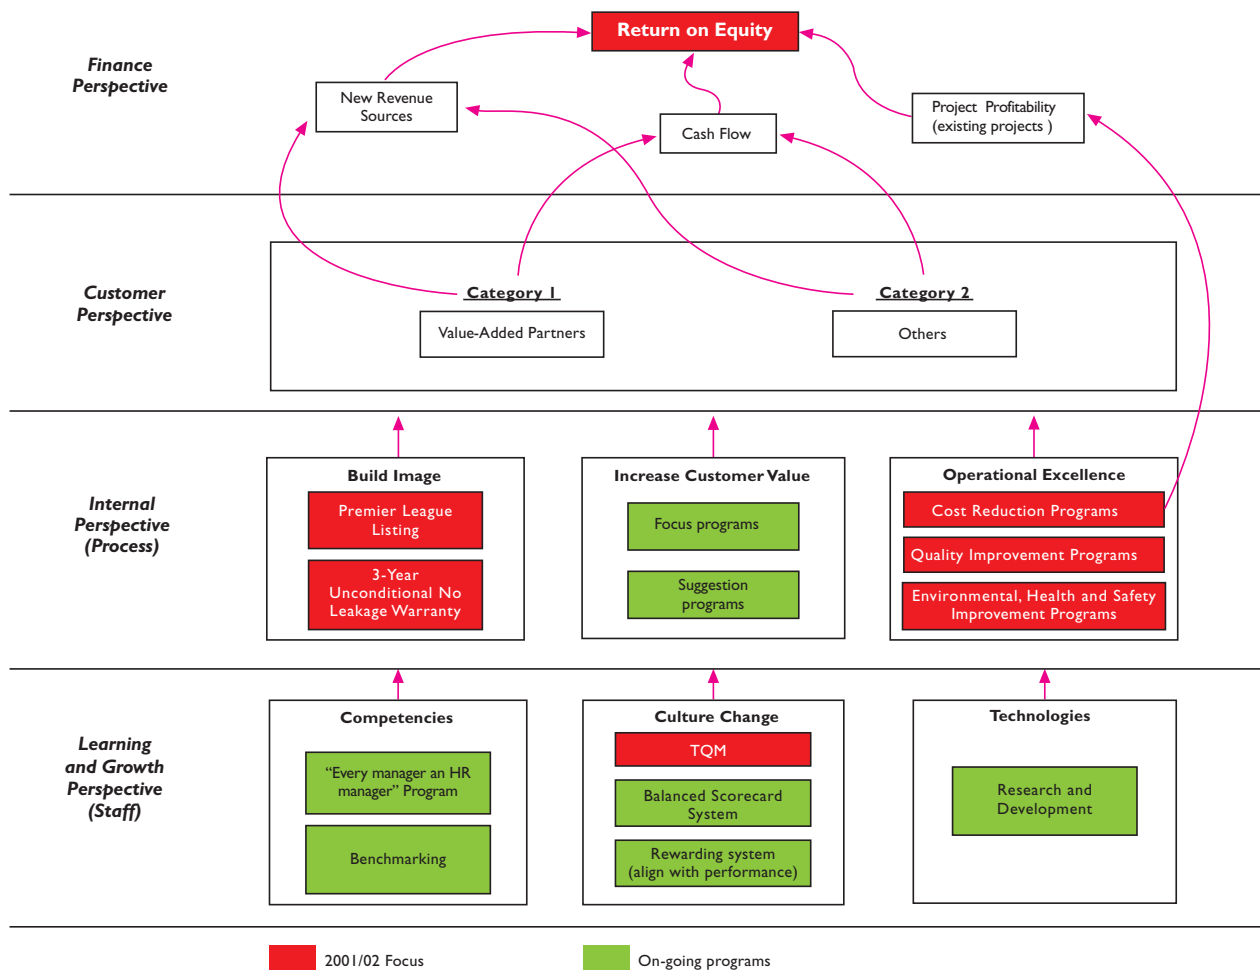 Return on Equity
Finance
Perspective
New Revenue
Sources
Cash Flow
Project Profitability
(existing projects )
Customer
Perspective
Category 1
Value-Added Partners
Category 2
Others
Internal
Perspective
(Process)
Build Image
Premier League
Listing
3-Year
Unconditional No
Leakage Warranty
Increase Customer Value
Focus programs
Suggestion
programs
Operational Excellence
Cost Reduction Programs
Quality Improvement Programs
Environmental, Health and Safety
Improvement Programs
Learning
and Growth
Perspective
(Staff)
Competencies
“Every manager an HR
manager” Program
Benchmarking
Culture Change
TQM
Balanced Scorecard
System
Rewarding system
(align with performance)
Technologies
Research and
Development
2001/02 Focus
On-going programs